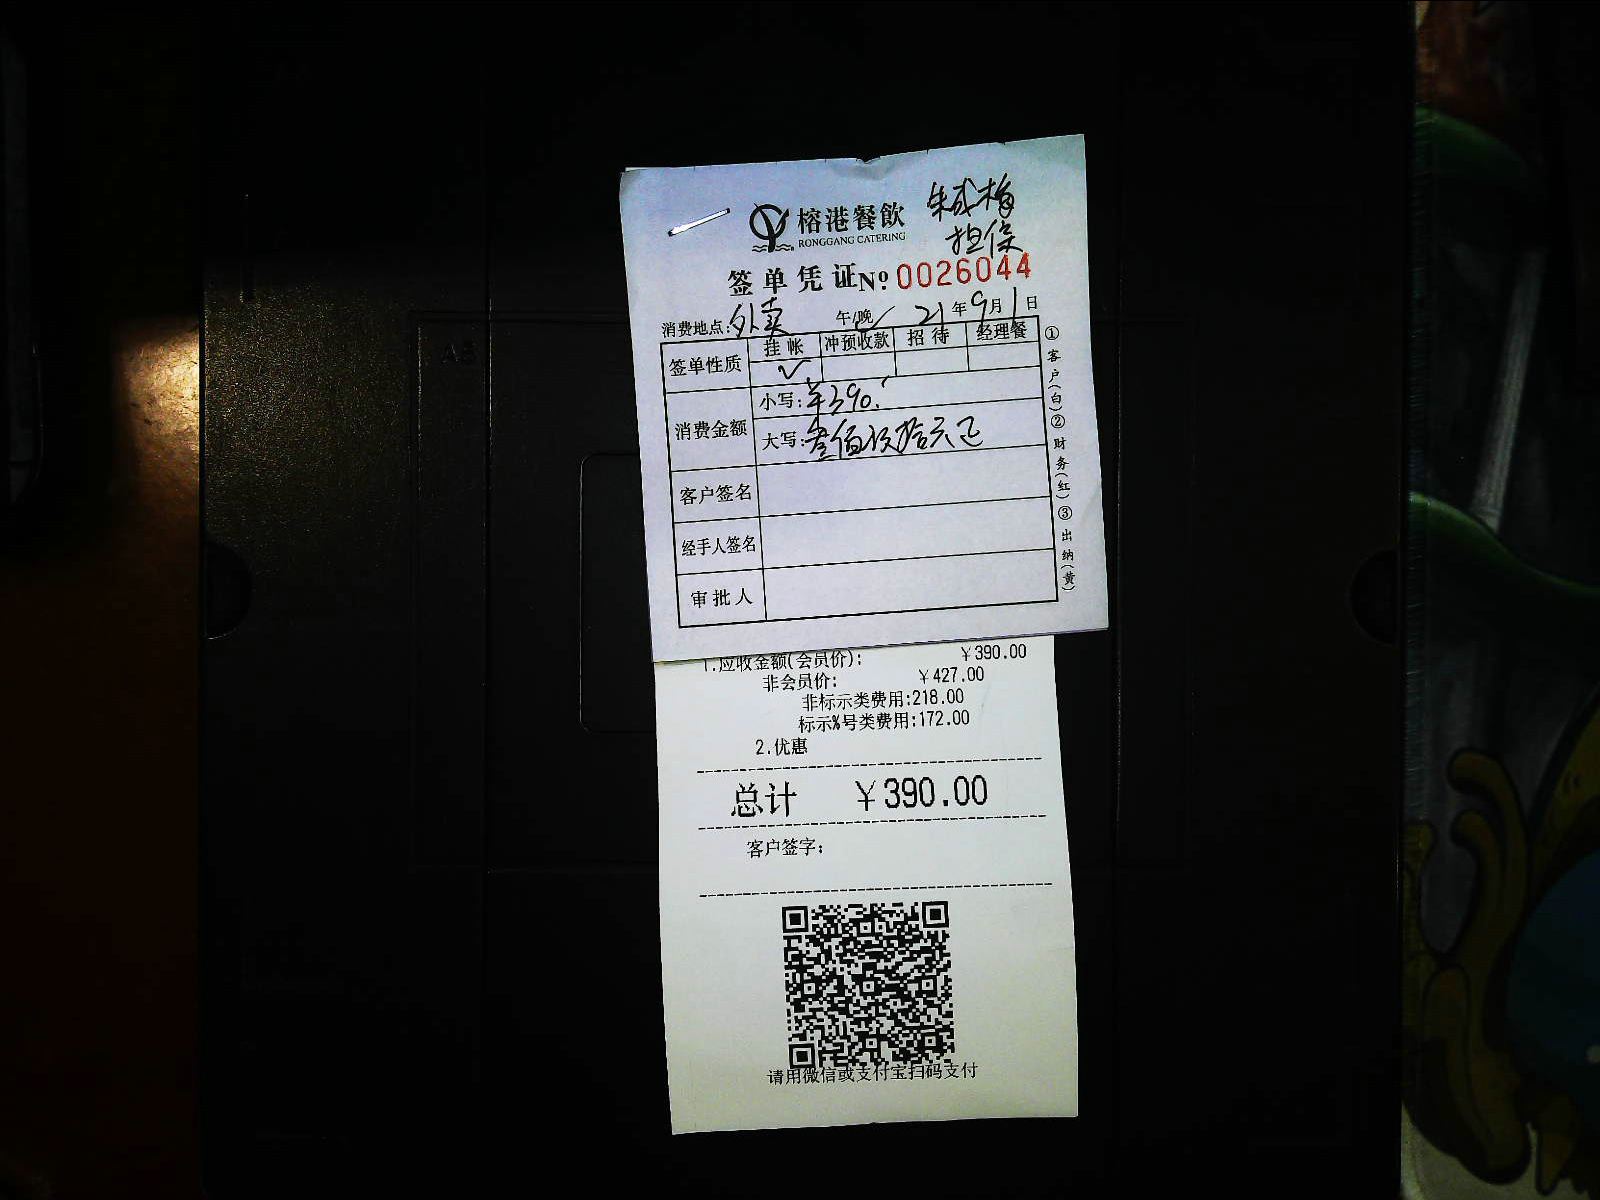 朱成梅
担保
榕港餐飲
RONGGANG CATERING
签单凭证 No: 0026044
消费地点: 外卖 午/晚✓ 21年9月1日
签单性质 挂帐 冲预收款 招待 经理餐
✓
消费金额 小写: ¥390.
大写: 叁佰玖拾元正
客户签名
经手人签名
审批人
①客户(白)②财务(红)③出纳(黄)
1.应收金额(会员价): ￥390.00
非会员价: ￥427.00
非标示类费用:218.00
标示%号类费用:172.00
2.优惠
总计 ￥390.00
客户签字:
请用微信或支付宝扫码支付